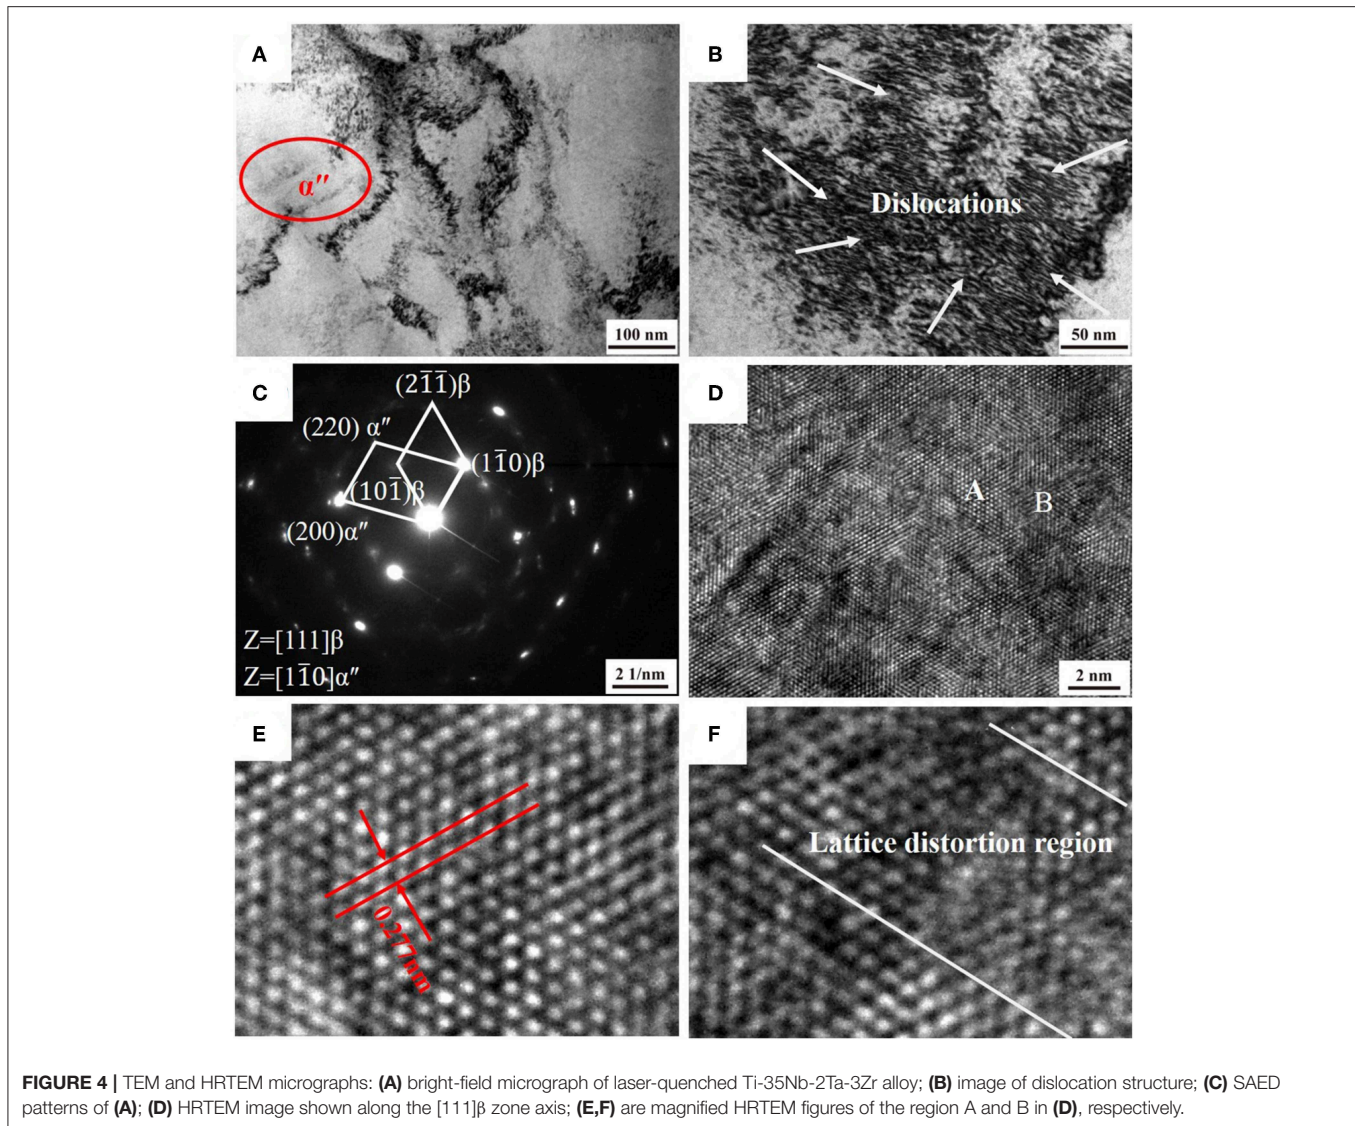 A
α″
100 nm
B
Dislocations
50 nm
C
(21̅1̅)β
(220) α″
(11̅0)β
(101̅)β
(200)α″
Z=[111]β
Z=[11̅0]α″
2 1/nm
D
A
B
2 nm
E
0.277nm
F
Lattice distortion region
FIGURE 4 | TEM and HRTEM micrographs: (A) bright-field micrograph of laser-quenched Ti-35Nb-2Ta-3Zr alloy; (B) image of dislocation structure; (C) SAED
patterns of (A); (D) HRTEM image shown along the [111]β zone axis; (E,F) are magnified HRTEM figures of the region A and B in (D), respectively.